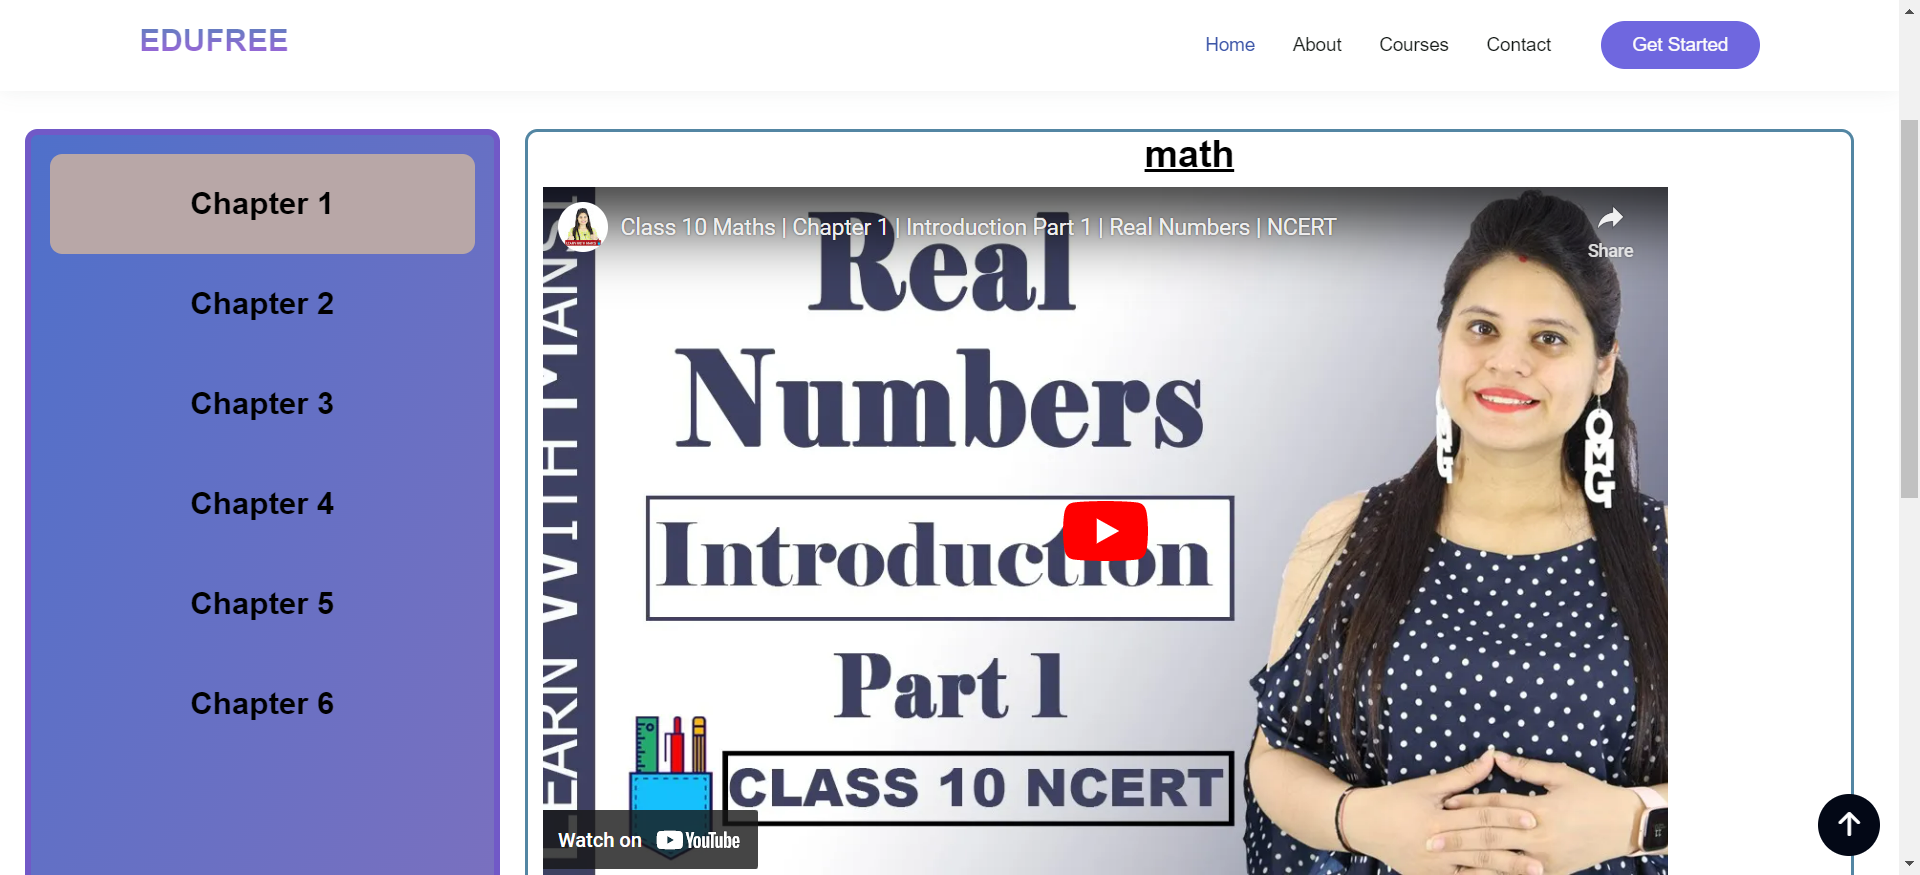 EDUFREE
Home
About
Courses
Contact
Get Started
Chapter 1
Chapter 2
Chapter 3
Chapter 4
Chapter 5
Chapter 6
math
Class 10 Maths | Chapter 1 | Introduction Part 1 | Real Numbers | NCERT
Share
Real
Numbers
Introduction
Part 1
CLASS 10 NCERT
LEARN WITH MANSI
OMG
Watch on YouTube